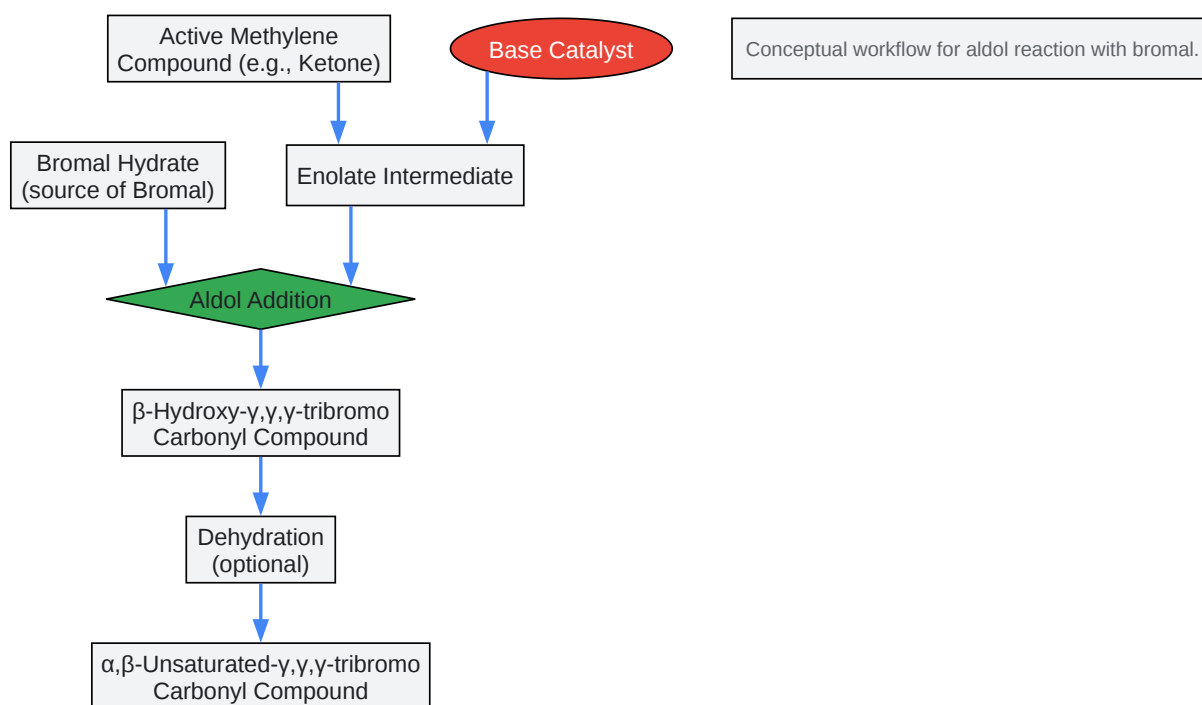 Active Methylene
Compound (e.g., Ketone)
Base Catalyst
Conceptual workflow for aldol reaction with bromal.
Bromal Hydrate
(source of Bromal)
Enolate Intermediate
Aldol Addition
β-Hydroxy-γ,γ,γ-tribromo
Carbonyl Compound
Dehydration
(optional)
α,β-Unsaturated-γ,γ,γ-tribromo
Carbonyl Compound